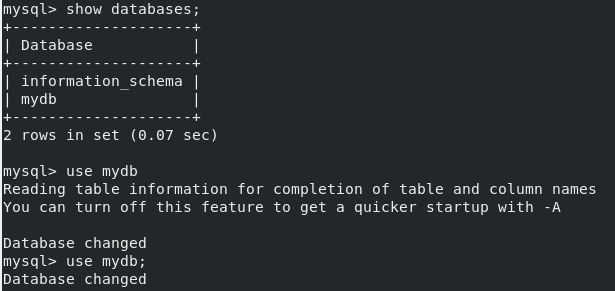 mysql> show databases;
+--------------------+
| Database           |
+--------------------+
| information_schema |
| mydb               |
+--------------------+
2 rows in set (0.07 sec)
mysql> use mydb
Reading table information for completion of table and column names
You can turn off this feature to get a quicker startup with -A
Database changed
mysql> use mydb;
Database changed